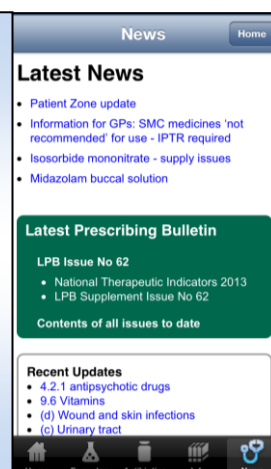 News
Home
Latest News
• Patient Zone update
• Information for GPs: SMC medicines 'not
recommended' for use - IPTR required
• Isosorbide mononitrate - supply issues
• Midazolam buccal solution
Latest Prescribing Bulletin
LPB Issue No 62
• National Therapeutic Indicators 2013
• LPB Supplement Issue No 62
Contents of all issues to date
Recent Updates
• 4.2.1 antipsychotic drugs
• 9.6 Vitamins
• (d) Wound and skin infections
• (c) Urinary tract